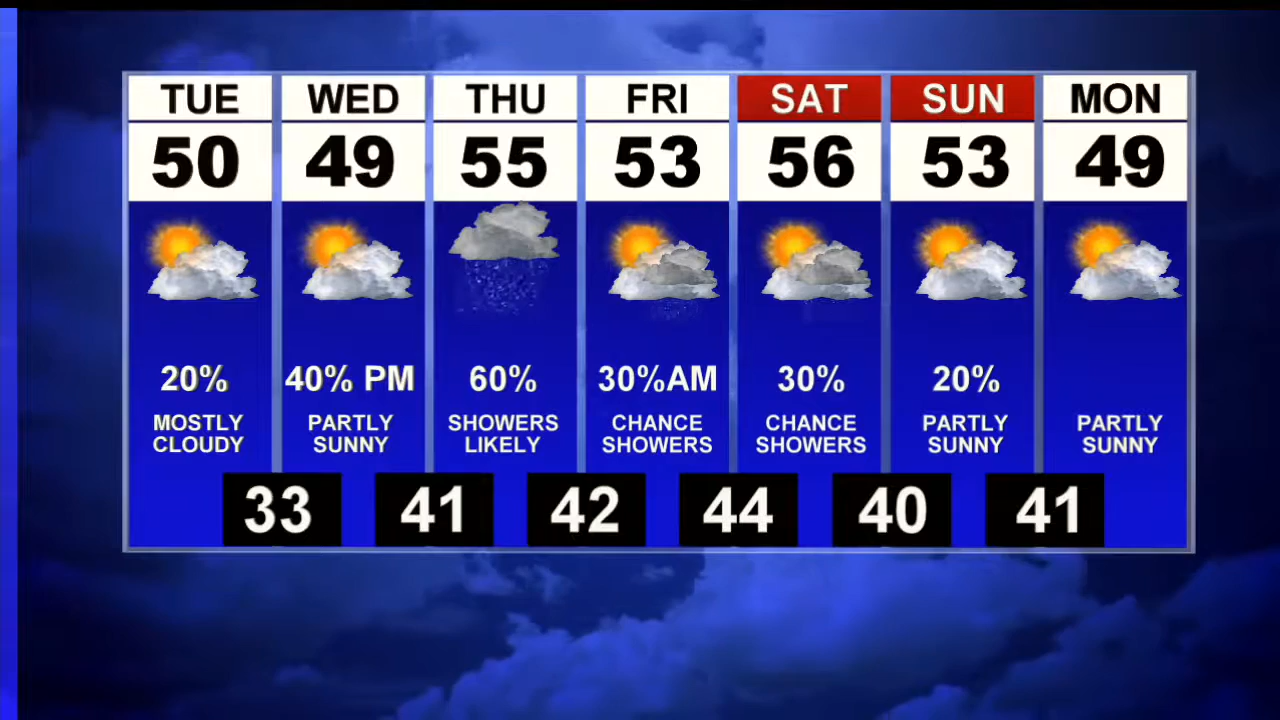 TUE WED THU FRI SAT SUN MON
50 49 55 53 56 53 49
20% 40% PM 60% 30%AM 30% 20%
MOSTLY PARTLY SHOWERS CHANCE CHANCE PARTLY PARTLY
CLOUDY SUNNY LIKELY SHOWERS SHOWERS SUNNY SUNNY
33 41 42 44 40 41